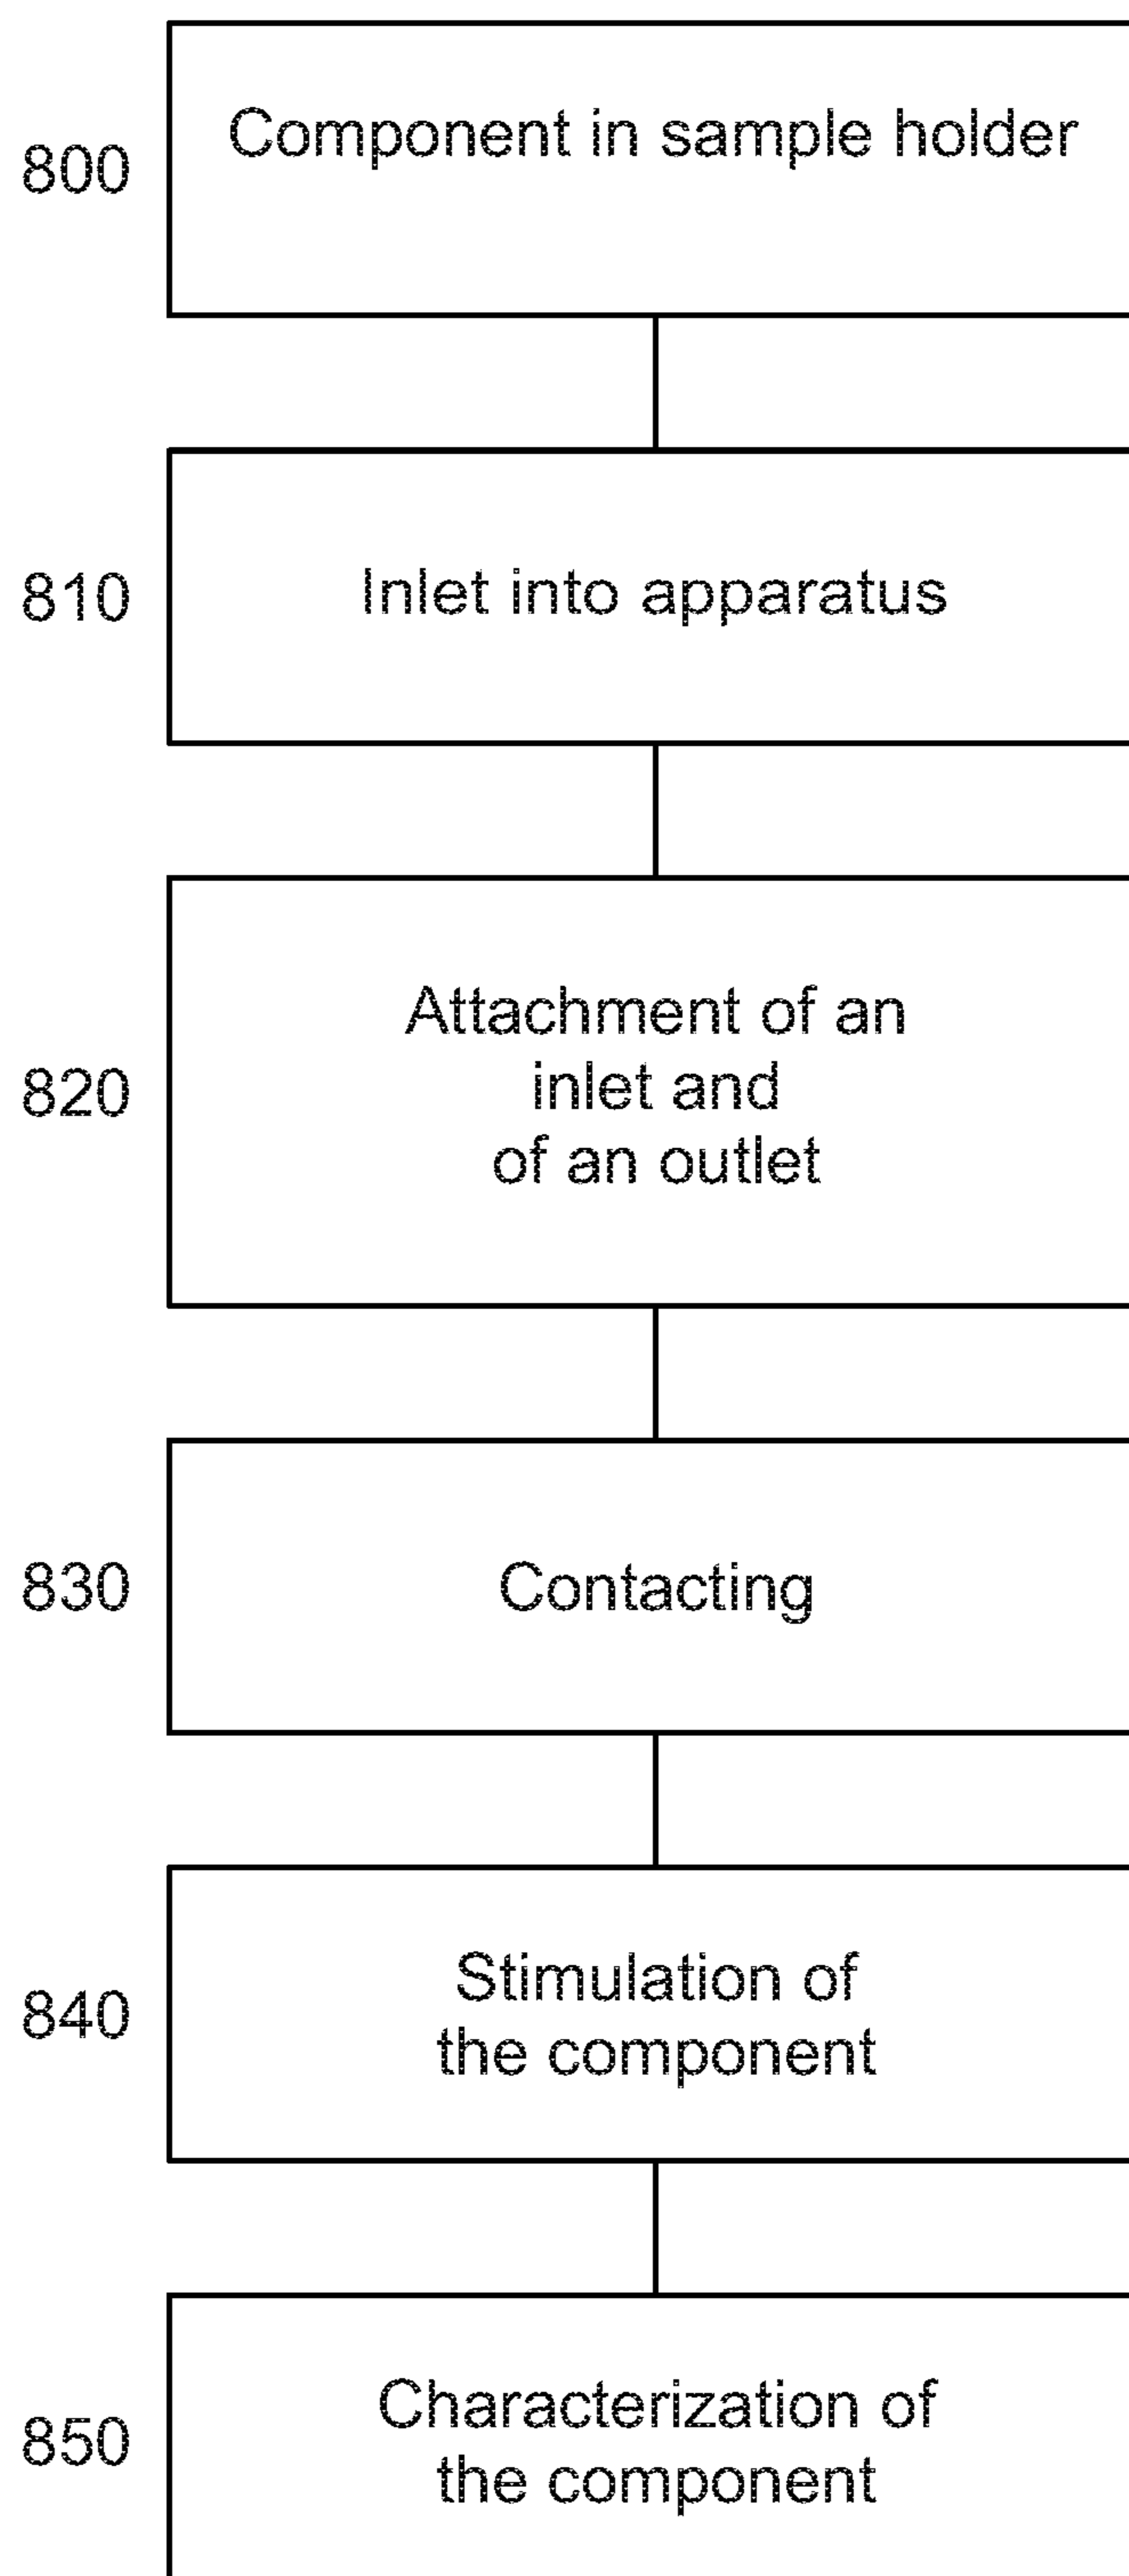 800
Component in sample holder
810
Inlet into apparatus
820
Attachment of an
inlet and
of an outlet
830
Contacting
840
Stimulation of
the component
850
Characterization of
the component